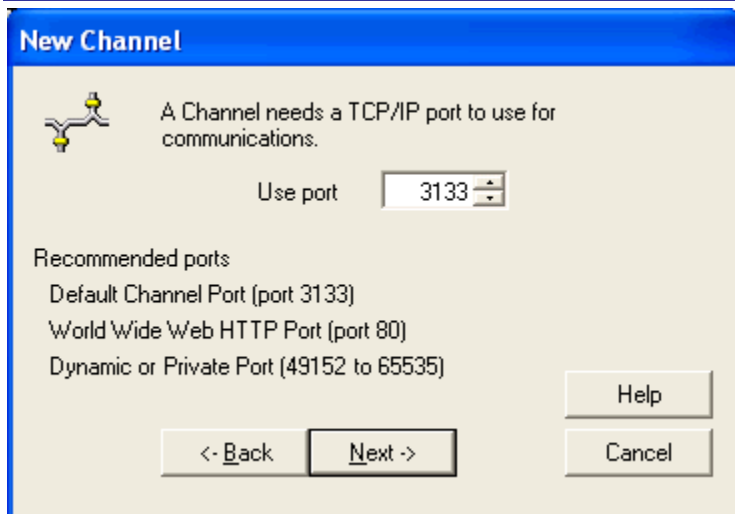 New Channel
A Channel needs a TCP/IP port to use for
communications.
Use port 3133
Recommended ports
Default Channel Port (port 3133)
World Wide Web HTTP Port (port 80)
Dynamic or Private Port (49152 to 65535)
Help
<- Back Next -> Cancel